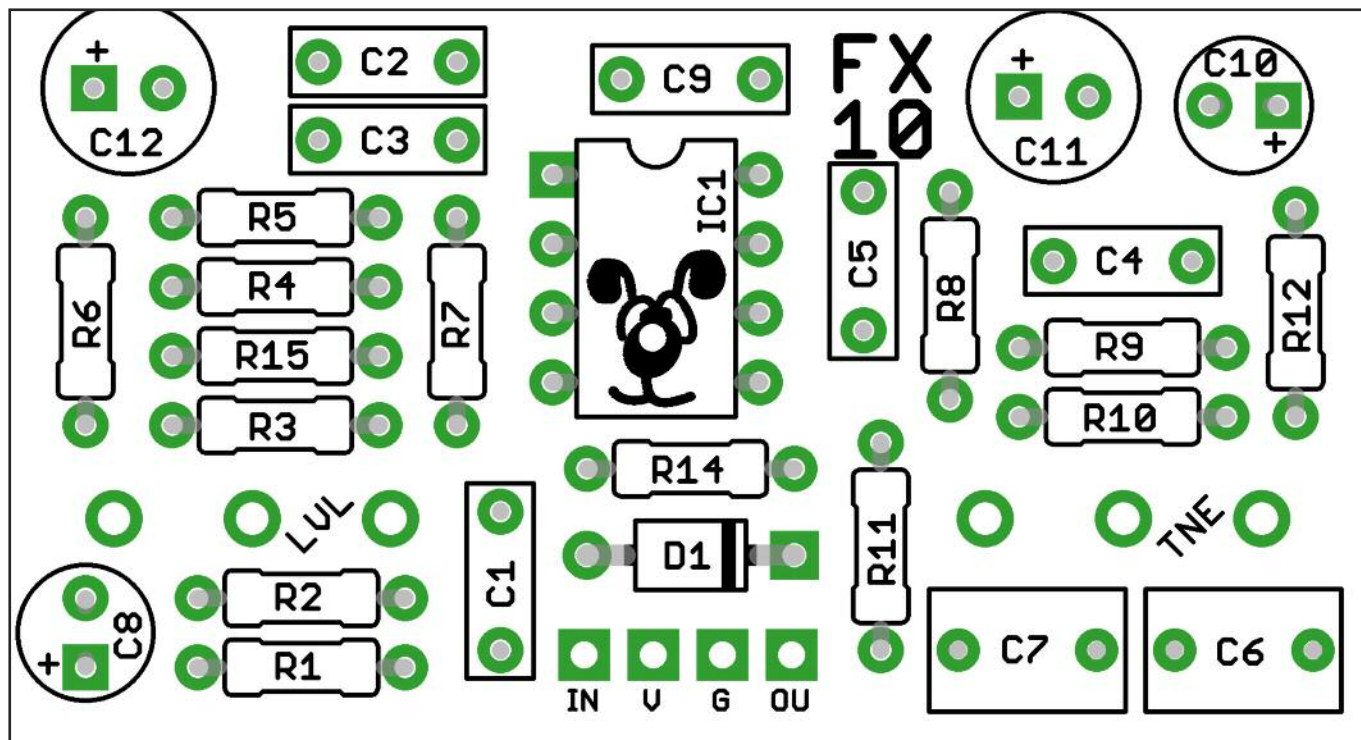 +
C12
C2
C3
C9
FX
10
+
C11
C10
+
IC1
R5
R4
R15
R3
R6
R7
C5
R8
C4
R9
R10
R12
R14
LVL
D1
C1
R11
TNE
C8
+
R2
R1
IN V G OU
C7
C6